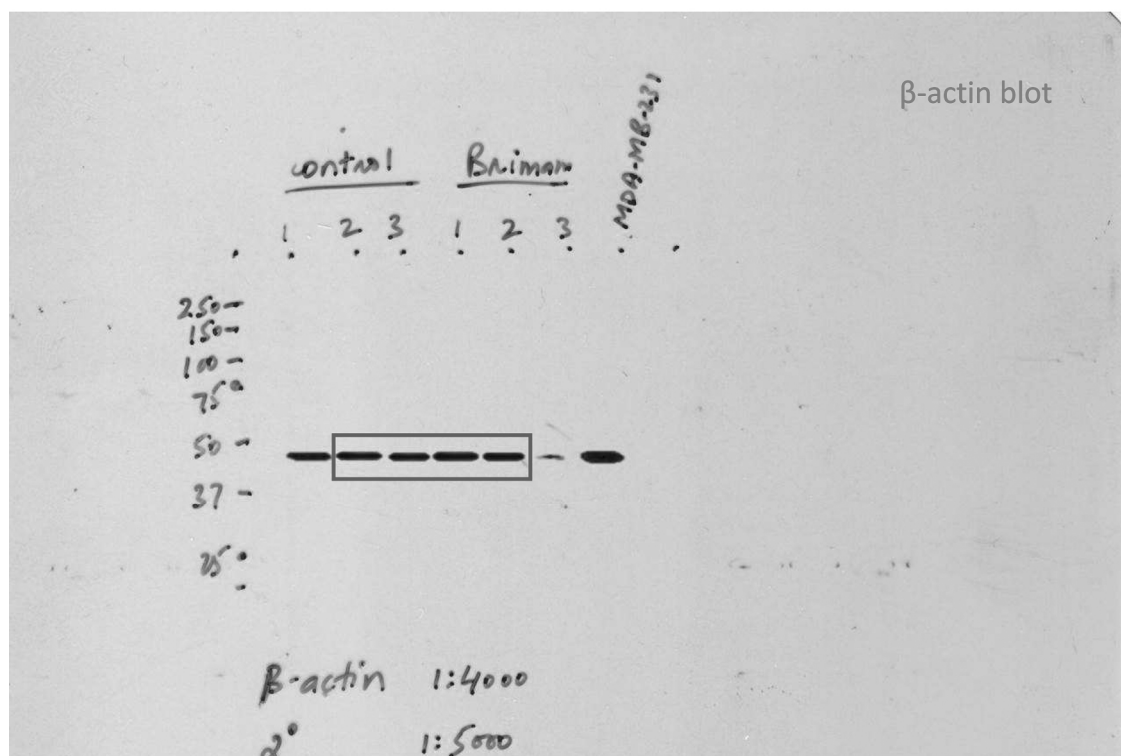 β-actin blot
MDA-MB-231
control
1 2 3 1 2 3
250-
150-
100-
75
50-
37-
25
β-actin 1:4000
2° 1:5000